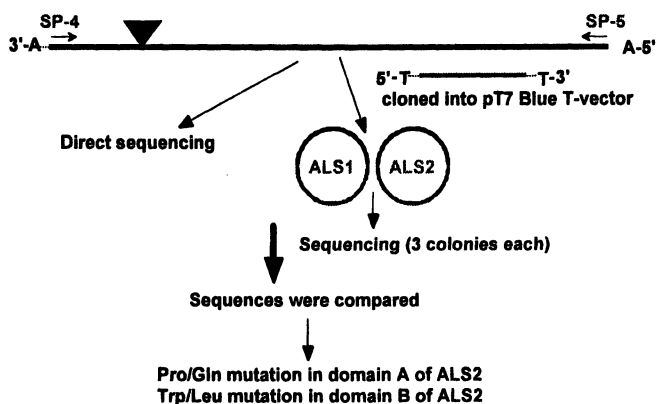 SP-4
SP-5
3'-A
A-5'
5'-T
T-3'
cloned into pT7 Blue T-vector
Direct sequencing
ALS1
ALS2
Sequencing (3 colonies each)
Sequences were compared
Pro/Gln mutation in domain A of ALS2
Trp/Leu mutation in domain B of ALS2